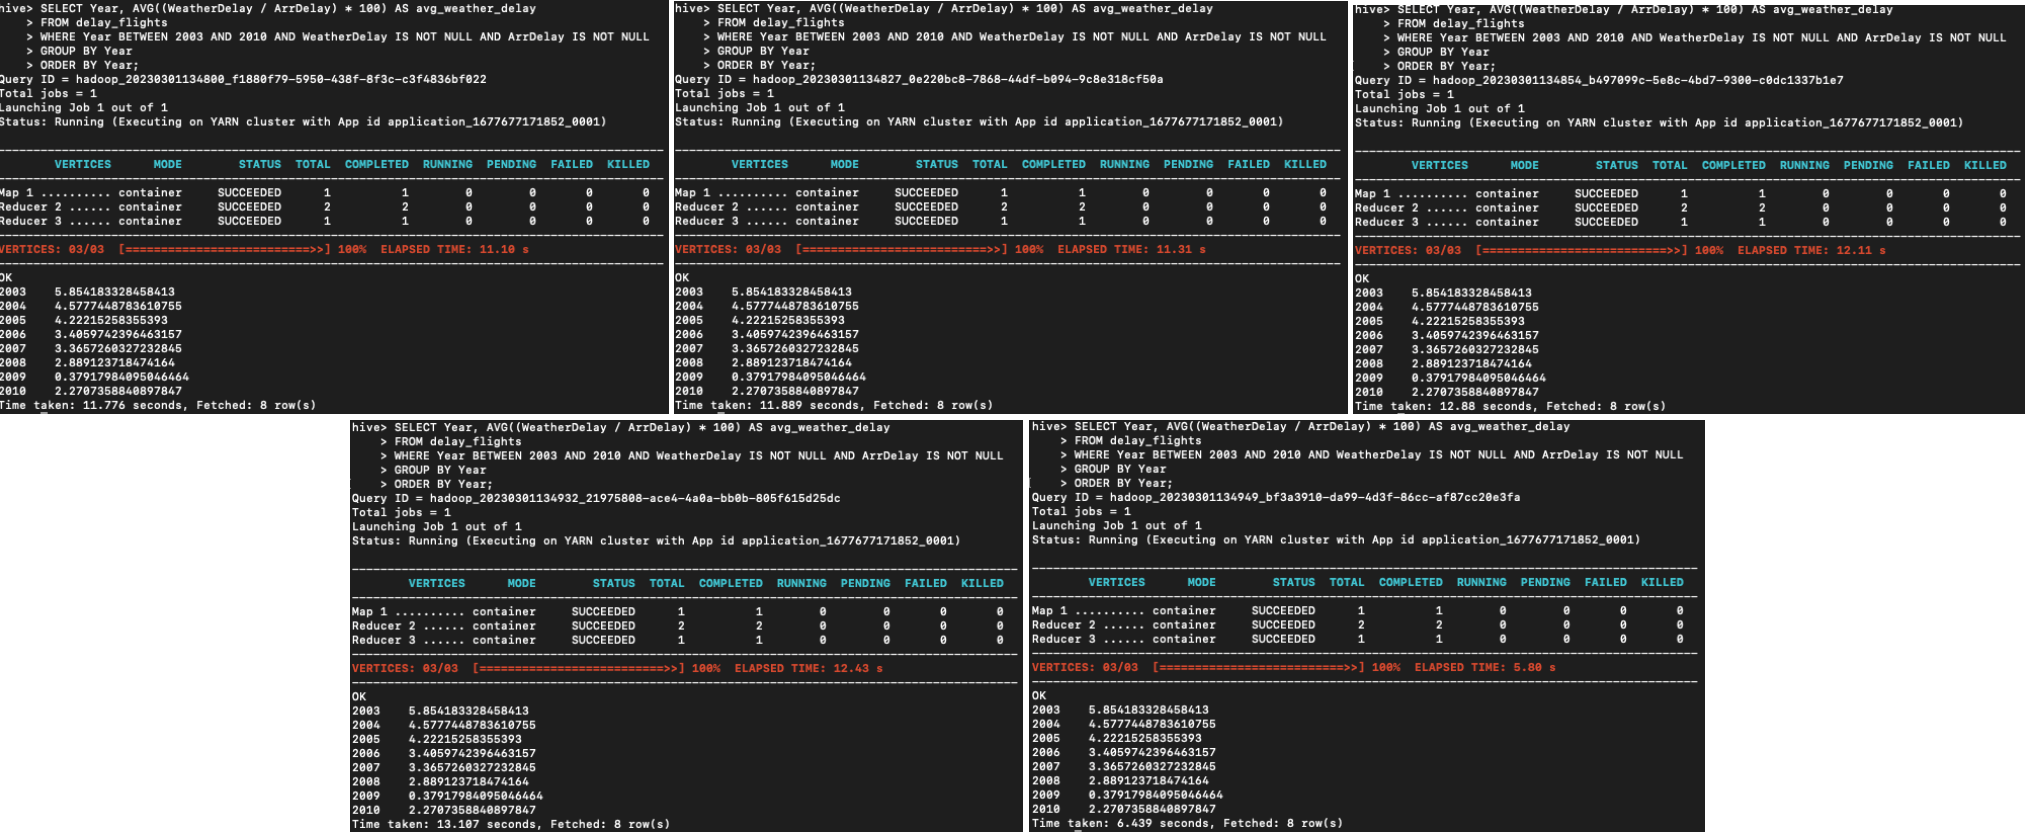 hive> SELECT Year, AVG((WeatherDelay / ArrDelay) * 100) AS avg_weather_delay
> FROM delay_flights
> WHERE Year BETWEEN 2003 AND 2010 AND WeatherDelay IS NOT NULL AND ArrDelay IS NOT NULL
> GROUP BY Year
> ORDER BY Year;
Query ID = hadoop_20230301134800_f1880f79-5950-438f-8f3c-c3f4836bf022
Total jobs = 1
Launching Job 1 out of 1
Status: Running (Executing on YARN cluster with App id application_1677677171852_0001)
VERTICES MODE STATUS TOTAL COMPLETED RUNNING PENDING FAILED KILLED
Map 1 .......... container SUCCEEDED 1 1 0 0 0 0
Reducer 2 ...... container SUCCEEDED 2 2 0 0 0 0
Reducer 3 ...... container SUCCEEDED 1 1 0 0 0 0
VERTICES: 03/03 [==========================>>] 100% ELAPSED TIME: 11.10 s
OK
2003 5.854183328458413
2004 4.5777448783610755
2005 4.22215258355393
2006 3.4059742396463157
2007 3.3657260327232845
2008 2.889123718474164
2009 0.37917984095046464
2010 2.2707358840897847
Time taken: 11.776 seconds, Fetched: 8 row(s)
hive> SELECT Year, AVG((WeatherDelay / ArrDelay) * 100) AS avg_weather_delay
> FROM delay_flights
> WHERE Year BETWEEN 2003 AND 2010 AND WeatherDelay IS NOT NULL AND ArrDelay IS NOT NULL
> GROUP BY Year
> ORDER BY Year;
Query ID = hadoop_20230301134827_0e220bc8-7868-44df-b094-9c8e318cf50a
Total jobs = 1
Launching Job 1 out of 1
Status: Running (Executing on YARN cluster with App id application_1677677171852_0001)
VERTICES MODE STATUS TOTAL COMPLETED RUNNING PENDING FAILED KILLED
Map 1 .......... container SUCCEEDED 1 1 0 0 0 0
Reducer 2 ...... container SUCCEEDED 2 2 0 0 0 0
Reducer 3 ...... container SUCCEEDED 1 1 0 0 0 0
VERTICES: 03/03 [==========================>>] 100% ELAPSED TIME: 11.31 s
OK
2003 5.854183328458413
2004 4.5777448783610755
2005 4.22215258355393
2006 3.4059742396463157
2007 3.3657260327232845
2008 2.889123718474164
2009 0.37917984095046464
2010 2.2707358840897847
Time taken: 11.889 seconds, Fetched: 8 row(s)
hive> SELECT Year, AVG((WeatherDelay / ArrDelay) * 100) AS avg_weather_delay
> FROM delay_flights
> WHERE Year BETWEEN 2003 AND 2010 AND WeatherDelay IS NOT NULL AND ArrDelay IS NOT NULL
> GROUP BY Year
> ORDER BY Year;
Query ID = hadoop_20230301134854_b497099c-5e8c-4bd7-9300-c0dc1337b1e7
Total jobs = 1
Launching Job 1 out of 1
Status: Running (Executing on YARN cluster with App id application_1677677171852_0001)
VERTICES MODE STATUS TOTAL COMPLETED RUNNING PENDING FAILED KILLED
Map 1 .......... container SUCCEEDED 1 1 0 0 0 0
Reducer 2 ...... container SUCCEEDED 2 2 0 0 0 0
Reducer 3 ...... container SUCCEEDED 1 1 0 0 0 0
VERTICES: 03/03 [==========================>>] 100% ELAPSED TIME: 12.11 s
OK
2003 5.854183328458413
2004 4.5777448783610755
2005 4.22215258355393
2006 3.4059742396463157
2007 3.3657260327232845
2008 2.889123718474164
2009 0.37917984095046464
2010 2.2707358840897847
Time taken: 12.88 seconds, Fetched: 8 row(s)
hive> SELECT Year, AVG((WeatherDelay / ArrDelay) * 100) AS avg_weather_delay
> FROM delay_flights
> WHERE Year BETWEEN 2003 AND 2010 AND WeatherDelay IS NOT NULL AND ArrDelay IS NOT NULL
> GROUP BY Year
> ORDER BY Year;
Query ID = hadoop_20230301134932_21975808-ace4-4a0a-bb0b-805f615d25dc
Total jobs = 1
Launching Job 1 out of 1
Status: Running (Executing on YARN cluster with App id application_1677677171852_0001)
VERTICES MODE STATUS TOTAL COMPLETED RUNNING PENDING FAILED KILLED
Map 1 .......... container SUCCEEDED 1 1 0 0 0 0
Reducer 2 ...... container SUCCEEDED 2 2 0 0 0 0
Reducer 3 ...... container SUCCEEDED 1 1 0 0 0 0
VERTICES: 03/03 [==========================>>] 100% ELAPSED TIME: 12.43 s
OK
2003 5.854183328458413
2004 4.5777448783610755
2005 4.22215258355393
2006 3.4059742396463157
2007 3.3657260327232845
2008 2.889123718474164
2009 0.37917984095046464
2010 2.2707358840897847
Time taken: 13.107 seconds, Fetched: 8 row(s)
hive> SELECT Year, AVG((WeatherDelay / ArrDelay) * 100) AS avg_weather_delay
> FROM delay_flights
> WHERE Year BETWEEN 2003 AND 2010 AND WeatherDelay IS NOT NULL AND ArrDelay IS NOT NULL
> GROUP BY Year
> ORDER BY Year;
Query ID = hadoop_20230301134949_bf3a3910-da99-4d3f-86cc-af87cc20e3fa
Total jobs = 1
Launching Job 1 out of 1
Status: Running (Executing on YARN cluster with App id application_1677677171852_0001)
VERTICES MODE STATUS TOTAL COMPLETED RUNNING PENDING FAILED KILLED
Map 1 .......... container SUCCEEDED 1 1 0 0 0 0
Reducer 2 ...... container SUCCEEDED 2 2 0 0 0 0
Reducer 3 ...... container SUCCEEDED 1 1 0 0 0 0
VERTICES: 03/03 [==========================>>] 100% ELAPSED TIME: 5.80 s
OK
2003 5.854183328458413
2004 4.5777448783610755
2005 4.22215258355393
2006 3.4059742396463157
2007 3.3657260327232845
2008 2.889123718474164
2009 0.37917984095046464
2010 2.2707358840897847
Time taken: 6.439 seconds, Fetched: 8 row(s)